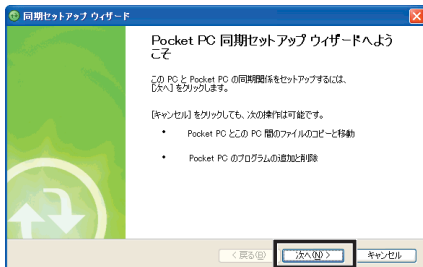 同期セットアップ ウィザード
Pocket PC 同期セットアップ ウィザードへよう
こそ
この PC と Pocket PC の同期関係をセットアップするには、
[次へ] をクリックします。
[キャンセル] をクリックしても、次の操作は可能です。
• Pocket PC とこの PC 間のファイルのコピーと移動
• Pocket PC のプログラムの追加と削除
< 戻る(B)
次へ(N) >
キャンセル